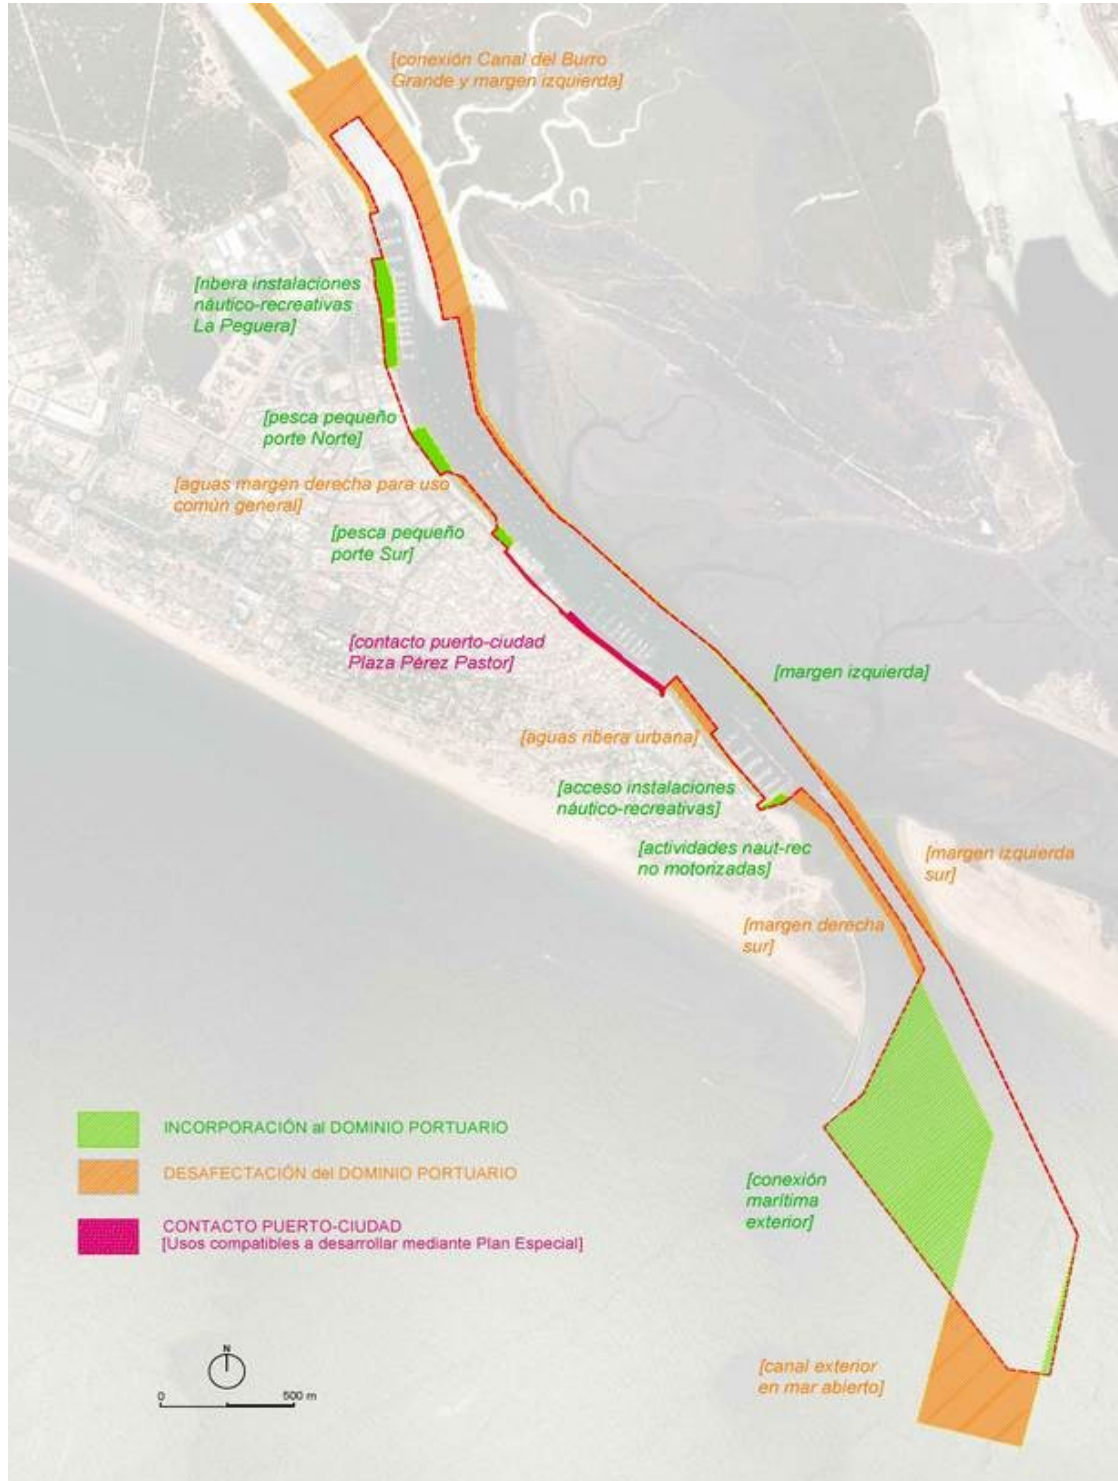 [conexión Canal del Burro
Grande y margen izquierda]
[ribera instalaciones
náutico-recreativas
La Peguera]
[pesca pequeño
porte Norte]
[aguas margen derecha para uso
común general]
[pesca pequeño
porte Sur]
[contacto puerto-ciudad
Plaza Pérez Pastor]
[margen izquierda]
[aguas ribera urbana]
[acceso instalaciones
náutico-recreativas]
[actividades naut-rec
no motorizadas]
[margen izquierda
sur]
[margen derecha
sur]
INCORPORACIÓN al DOMINIO PORTUARIO
DESAFECTACIÓN del DOMINIO PORTUARIO
CONTACTO PUERTO-CIUDAD
[Usos compatibles a desarrollar mediante Plan Especial]
[conexión
marítima
exterior]
N
0 500 m
[canal exterior
en mar abierto]